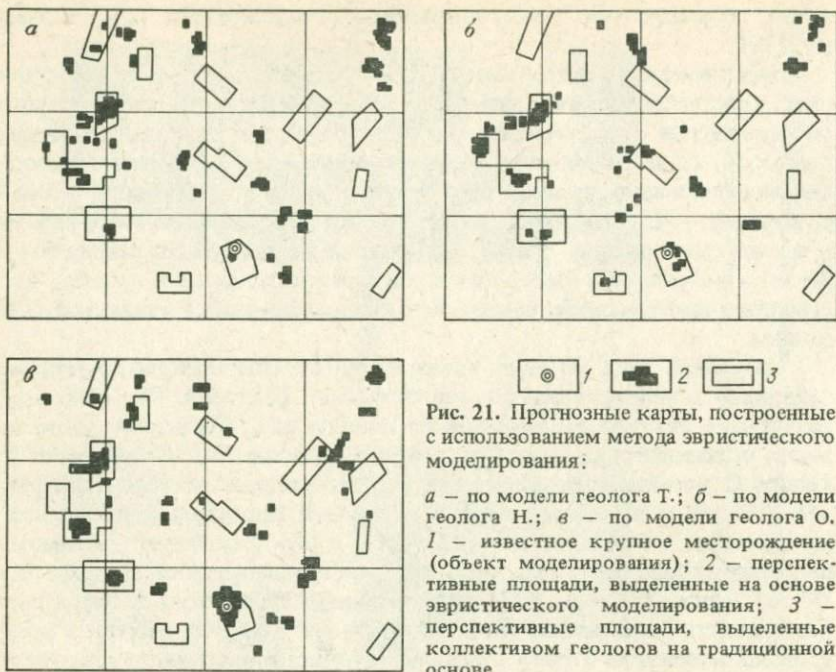 а
б
в
1
2
3
Рис. 21. Прогнозные карты, построенные
с использованием метода эвристического
моделирования:
а — по модели геолога Т.; б — по модели
геолога Н.; в — по модели геолога О.
1 — известное крупное месторождение
(объект моделирования); 2 — перспек-
тивные площади, выделенные на основе
эвристического моделирования; 3 —
перспективные площади, выделенные
коллективом геологов на традиционной
основе